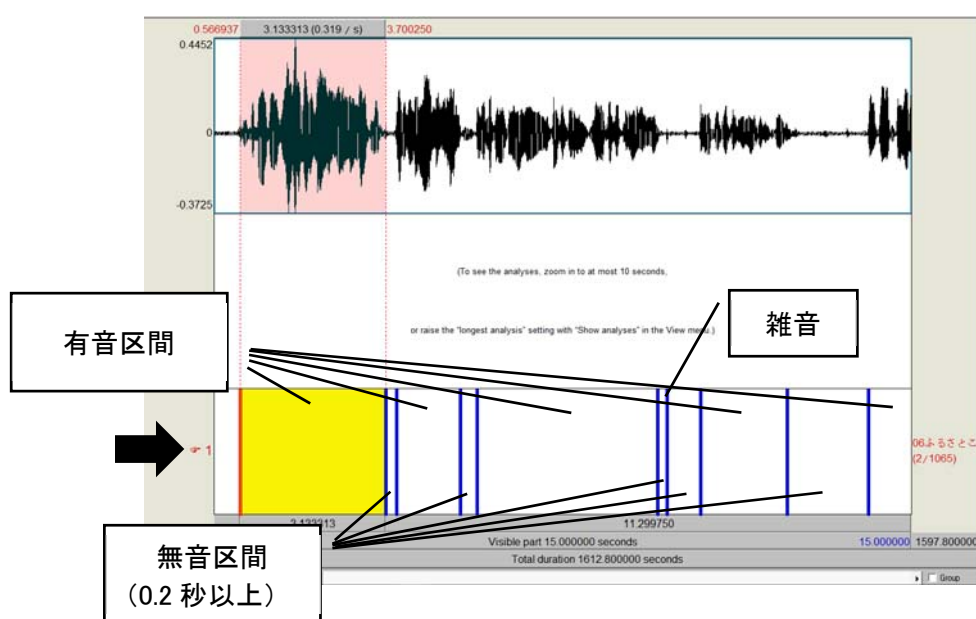 0.566937 3.133313 (0.319 / s) 3.700250
0.4452
0
-0.3725
(To see the analyses, zoom in to at most 10 seconds,
or raise the "longest analysis" setting with "Show analyses" in the View menu.)
有音区間
雑音
1
06ふるさとこ
(2/1065)
3.133313 11.299750
Visible part 15.000000 seconds 15.000000 1597.800000
Total duration 1612.800000 seconds
Group
無音区間
（0.2 秒以上）